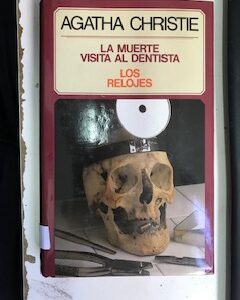 AGATHA CHRISTIE
LA MUERTE
VISITA AL DENTISTA
LOS
RELOJES